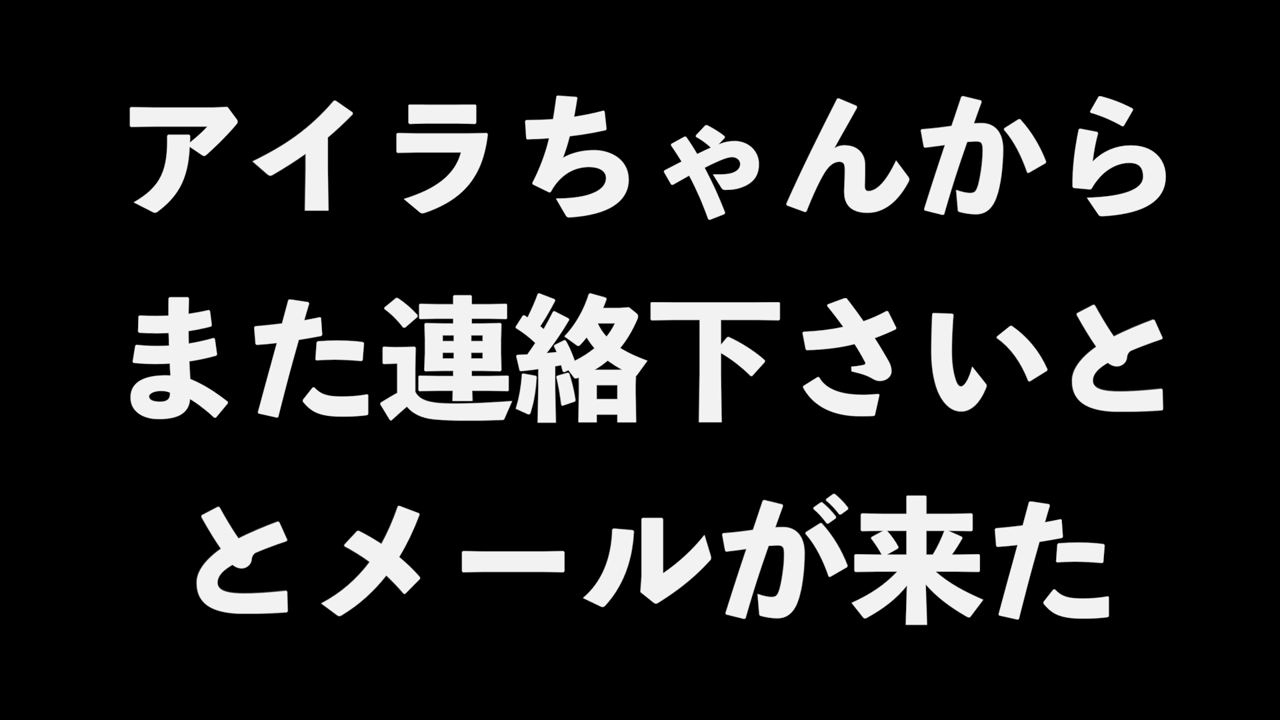 アイラちゃんから
また連絡下さいと
とメールが来た